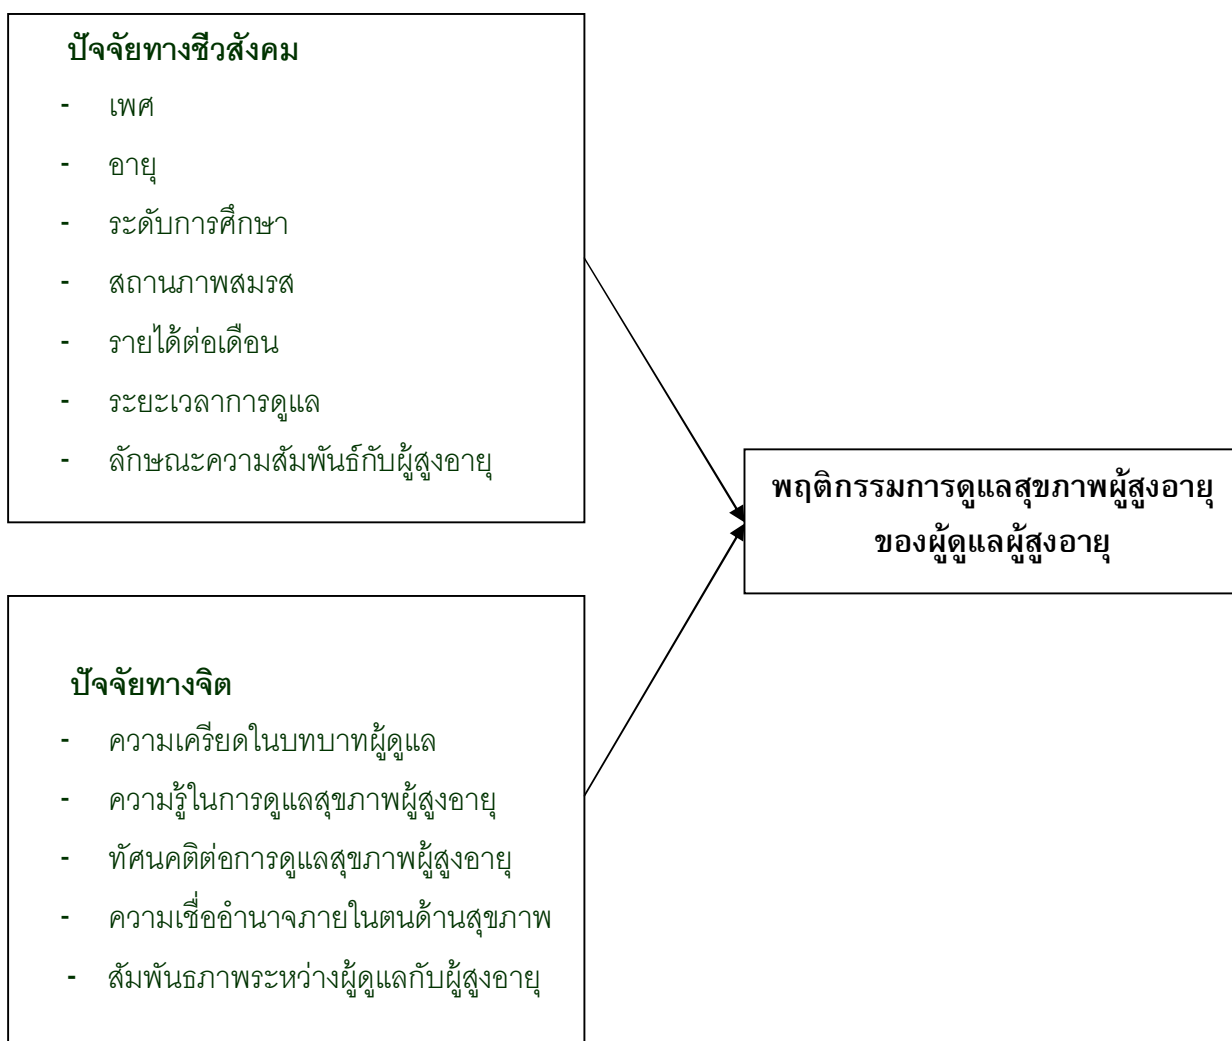 ปัจจัยทางชีวสังคม
- เพศ
- อายุ
- ระดับการศึกษา
- สถานภาพสมรส
- รายได้ต่อเดือน
- ระยะเวลาการดูแล
- ลักษณะความสัมพันธ์กับผู้สูงอายุ
พฤติกรรมการดูแลสุขภาพผู้สูงอายุ
ของผู้ดูแลผู้สูงอายุ
ปัจจัยทางจิต
- ความเครียดในบทบาทผู้ดูแล
- ความรู้ในการดูแลสุขภาพผู้สูงอายุ
- ทัศนคติต่อการดูแลสุขภาพผู้สูงอายุ
- ความเชื่ออำนาจภายในตนด้านสุขภาพ
- สัมพันธภาพระหว่างผู้ดูแลกับผู้สูงอายุ